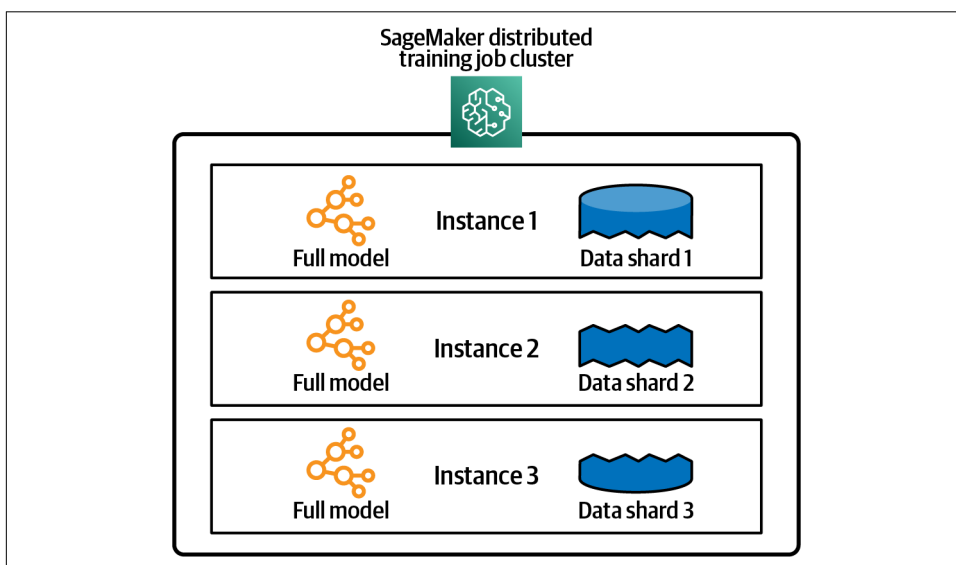 SageMaker distributed
training job cluster
Instance 1
Full model
Data shard 1
Instance 2
Full model
Data shard 2
Instance 3
Full model
Data shard 3